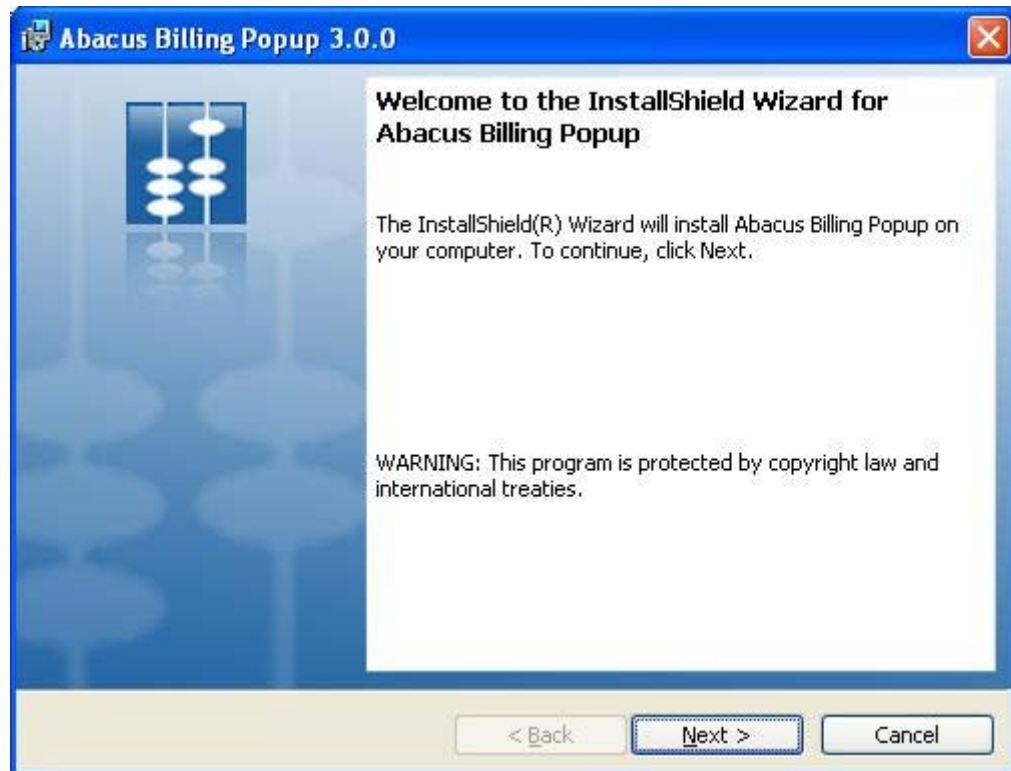 Abacus Billing Popup 3.0.0
Welcome to the InstallShield Wizard for
Abacus Billing Popup
The InstallShield(R) Wizard will install Abacus Billing Popup on
your computer. To continue, click Next.
WARNING: This program is protected by copyright law and
international treaties.
< Back Next > Cancel